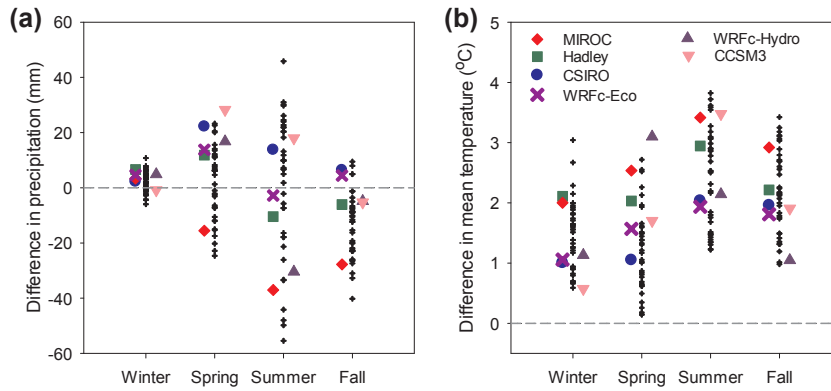 (a)
Difference in precipitation (mm)
60
40
20
0
-20
-40
-60
Winter Spring Summer Fall
(b)
Difference in mean temperature (°C)
5
4
3
2
1
0
MIROC
Hadley
CSIRO
WRFc-Eco
WRFc-Hydro
CCSM3
Winter Spring Summer Fall